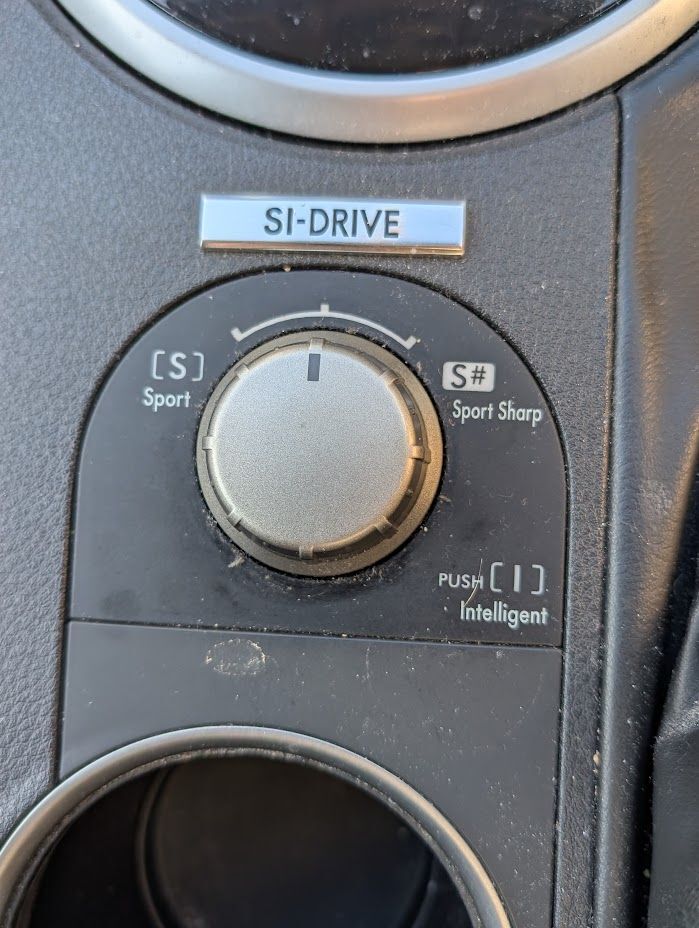 SI-DRIVE
[S]
Sport
S#
Sport Sharp
PUSH [ I ]
Intelligent